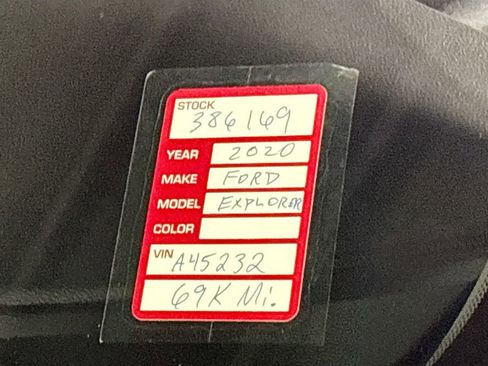 STOCK
386169
YEAR 2020
MAKE FORD
MODEL EXPLORER
COLOR
VIN A45232
69K Mi.